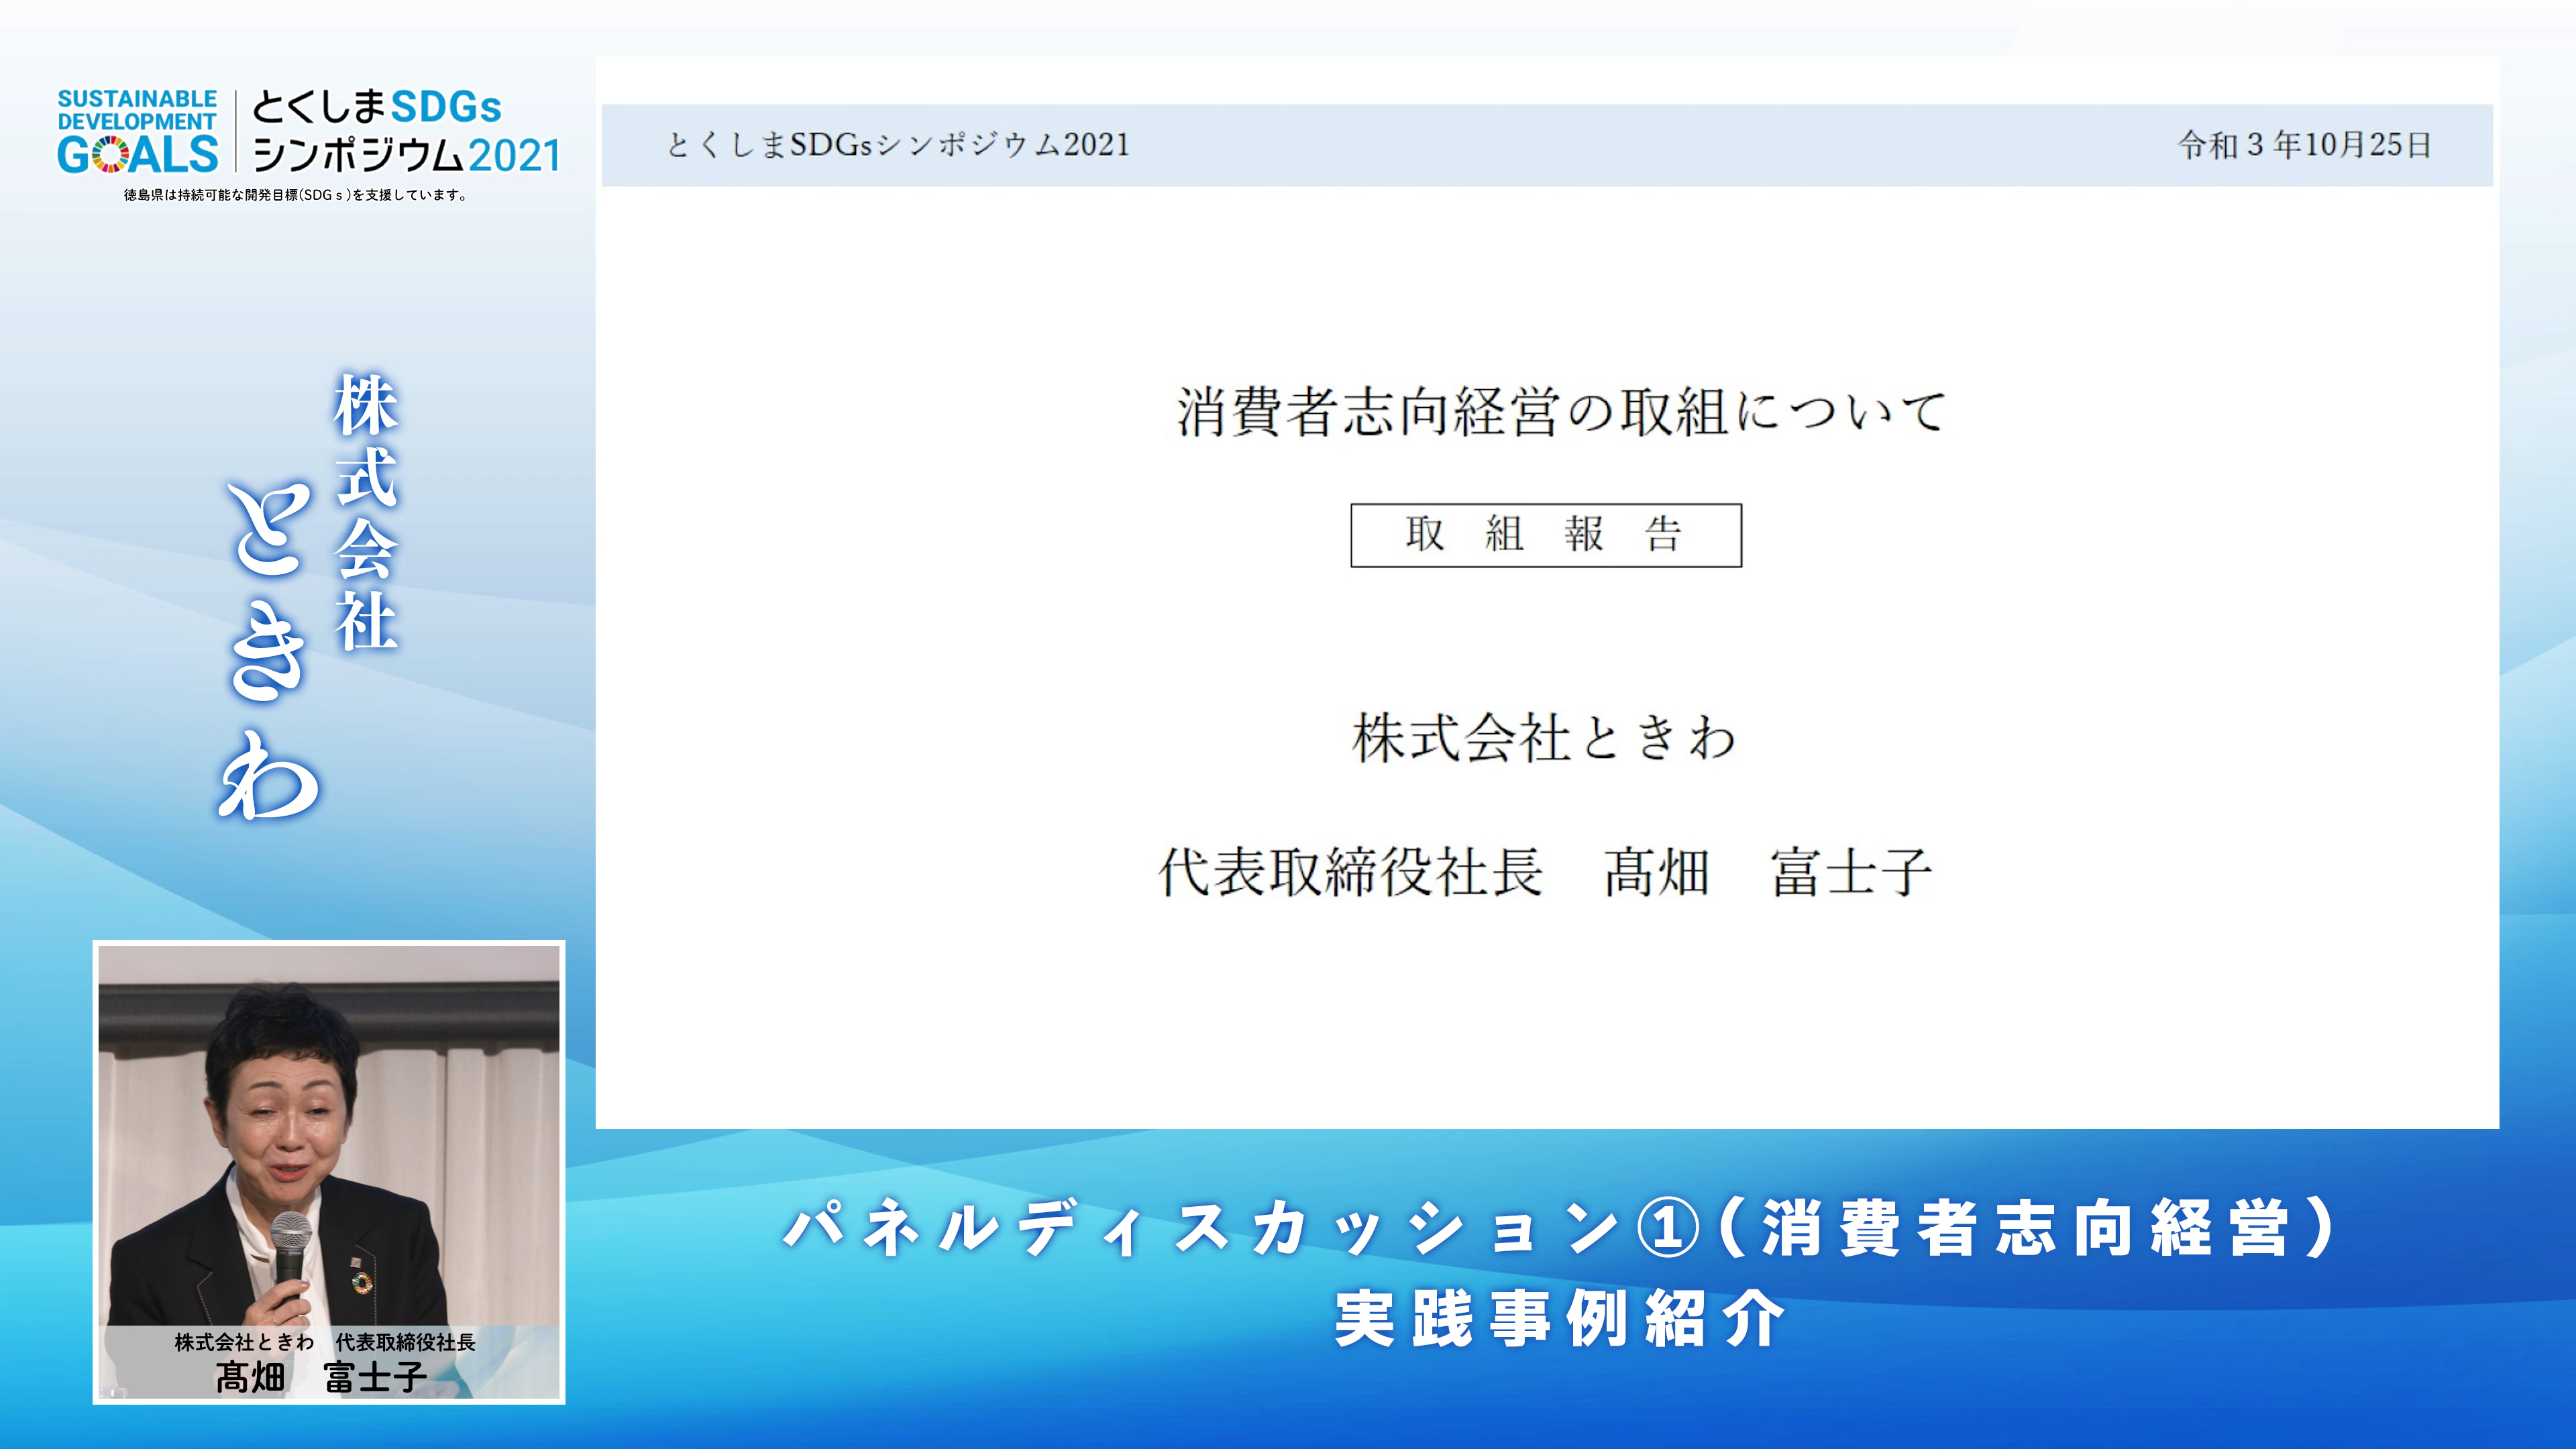 SUSTAINABLE
DEVELOPMENT
GOALS
とくしまSDGs
シンポジウム2021
徳島県は持続可能な開発目標(SDGｓ)を支援しています。
株式会社
ときわ
とくしまSDGsシンポジウム2021
令和３年10月25日
消費者志向経営の取組について
取　組　報　告
株式会社ときわ
代表取締役社長　髙畑　富士子
株式会社ときわ　代表取締役社長
髙畑　富士子
パネルディスカッション①(消費者志向経営)
実践事例紹介